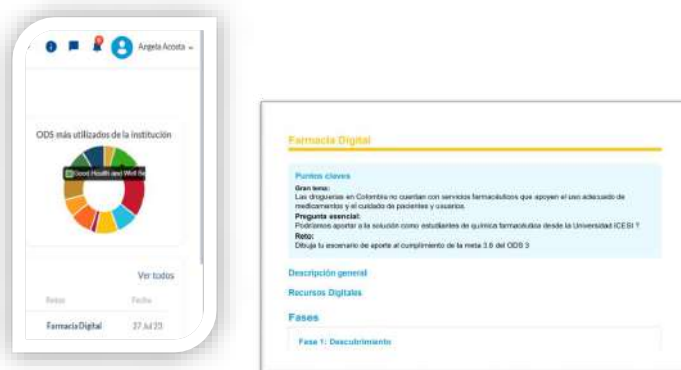 Angela Acosta
ODS más utilizados de la institución
Good Health and Well Be
Ver todos
Retos Fecha
Farmacia Digital 27 Jul 23
Farmacia Digital
Puntos claves
Gran tema:
Las droguerías en Colombia no cuentan con servicios farmacéuticos que apoyen el uso adecuado de
medicamentos y el cuidado de pacientes y usuarios.
Pregunta esencial:
Podríamos aportar a la solución como estudiantes de química farmacéutica desde la Universidad ICESI ?
Reto:
Dibuja tu escenario de aporte al cumplimiento de la meta 3.8 del ODS 3
Descripción general
Recursos Digitales
Fases
Fase 1: Descubrimiento